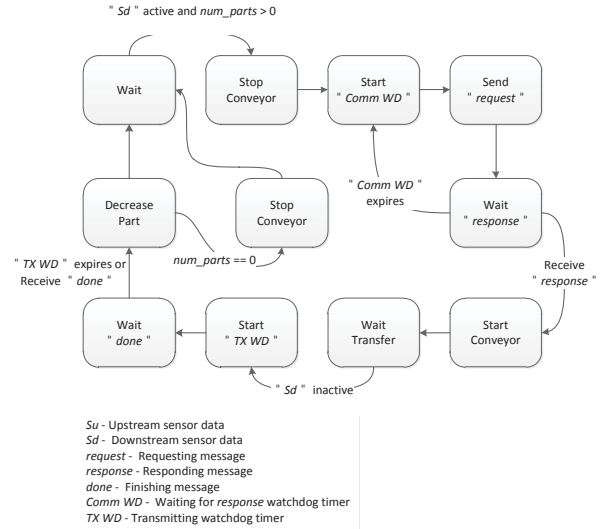 " Sd " active and num_parts > 0
Wait
Stop
Conveyor
Start
" Comm WD "
Send
" request "
" Comm WD "
expires
Decrease
Part
Stop
Conveyor
Wait
" response "
num_parts == 0
" TX WD " expires or
Receive " done "
Receive
" response "
Wait
" done "
Start
" TX WD "
Wait
Transfer
Start
Conveyor
" Sd " inactive
Su - Upstream sensor data
Sd - Downstream sensor data
request - Requesting message
response - Responding message
done - Finishing message
Comm WD - Waiting for response watchdog timer
TX WD - Transmitting watchdog timer